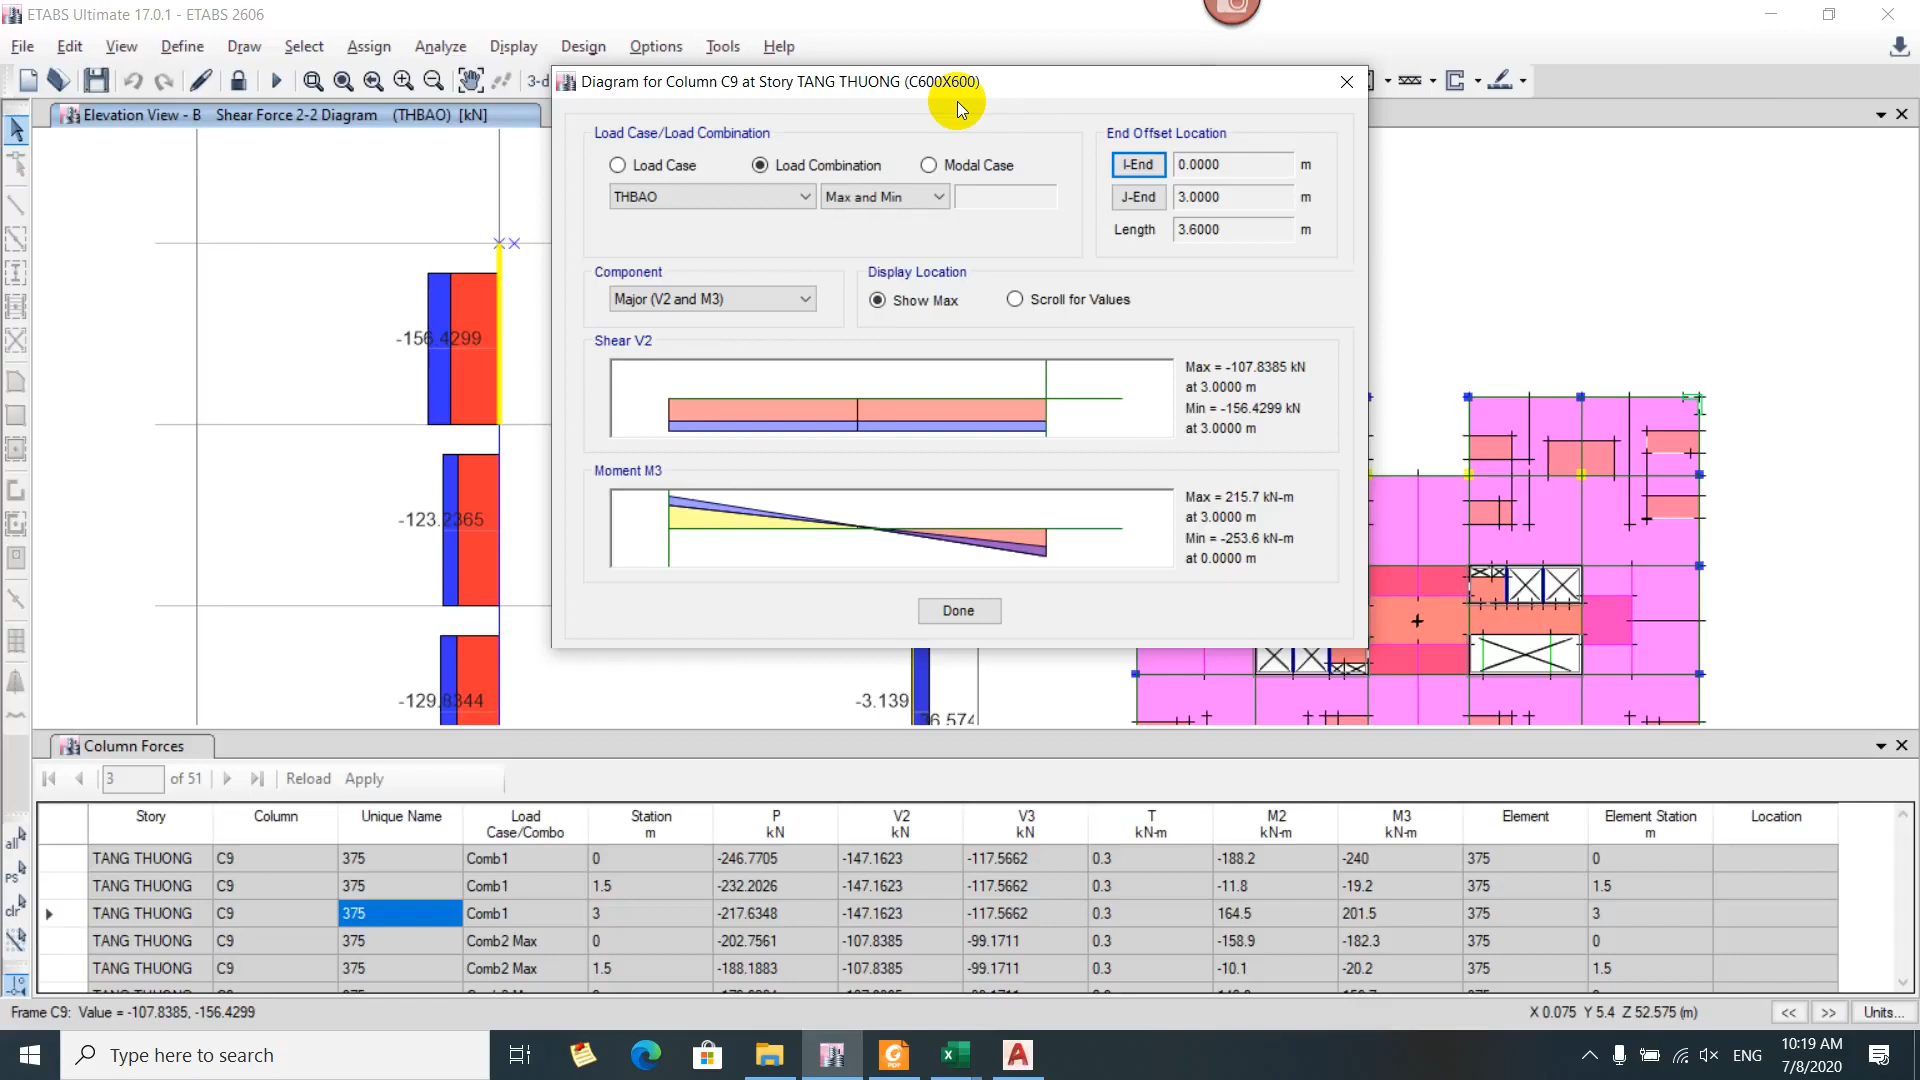 ETABS Ultimate 17.0.1 - ETABS 2606
File Edit View Define Draw Select Assign Analyze Display Design Options Tools Help
3-d
Elevation View - B Shear Force 2-2 Diagram (THBAO) [kN]
-156.4299
-123.2365
-129.8344
-3.139
Diagram for Column C9 at Story TANG THUONG (C600X600)
Load Case/Load Combination
Load Case Load Combination Modal Case
THBAO Max and Min
End Offset Location
I-End 0.0000 m
J-End 3.0000 m
Length 3.6000 m
Component
Major (V2 and M3)
Display Location
Show Max Scroll for Values
Shear V2
Max = -107.8385 kN
at 3.0000 m
Min = -156.4299 kN
at 3.0000 m
Moment M3
Max = 215.7 kN-m
at 3.0000 m
Min = -253.6 kN-m
at 0.0000 m
Done
Column Forces
3 of 51 Reload Apply
Story Column Unique Name Load Case/Combo Station m P kN V2 kN V3 kN T kN-m M2 kN-m M3 kN-m Element Element Station m Location
TANG THUONG C9 375 Comb1 0 -246.7705 -147.1623 -117.5662 0.3 -188.2 -240 375 0
TANG THUONG C9 375 Comb1 1.5 -232.2026 -147.1623 -117.5662 0.3 -11.8 -19.2 375 1.5
TANG THUONG C9 375 Comb1 3 -217.6348 -147.1623 -117.5662 0.3 164.5 201.5 375 3
TANG THUONG C9 375 Comb2 Max 0 -202.7561 -107.8385 -99.1711 0.3 -158.9 -182.3 375 0
TANG THUONG C9 375 Comb2 Max 1.5 -188.1883 -107.8385 -99.1711 0.3 -10.1 -20.2 375 1.5
all
PS
clr
Frame C9: Value = -107.8385, -156.4299
X 0.075 Y 5.4 Z 52.575 (m)
<< >> Units...
Type here to search
ENG
10:19 AM
7/8/2020